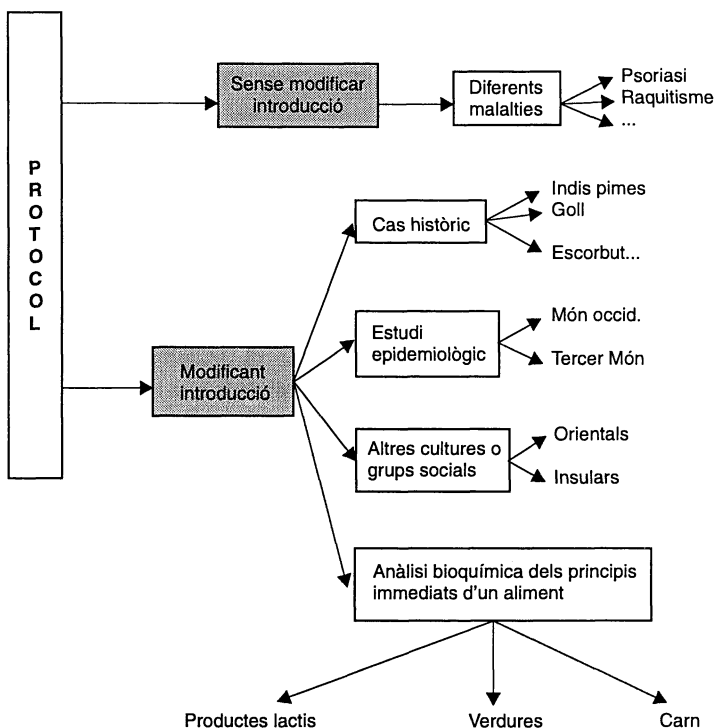 PROTOCOL
Sense modificar
introducció
Diferents
malalties
Psoriasi
Raquitisme
...
Modificant
introducció
Cas històric
Indis pimes
Goll
Escorbut...
Estudi
epidemiològic
Món occid.
Tercer Món
Altres cultures o
grups socials
Orientals
Insulars
Anàlisi bioquímica dels principis
immediats d'un aliment
Productes lactis
Verdures
Carn